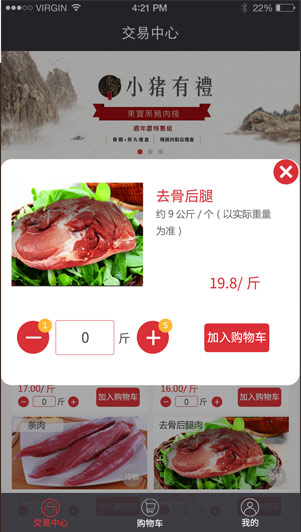 VIRGIN
4:21 PM
22%
交易中心
小猪有禮
東寶黑豬肉棧
週年慶特惠組
去骨后腿
约 9 公斤 / 个（以实际重量
为准）
19.8/ 斤
1
0
斤
5
加入购物车
17.00/ 斤
16.00/ 斤
0
斤
加入购物车
0
斤
加入购物车
条肉
去骨后腿肉
交易中心
购物车
我的